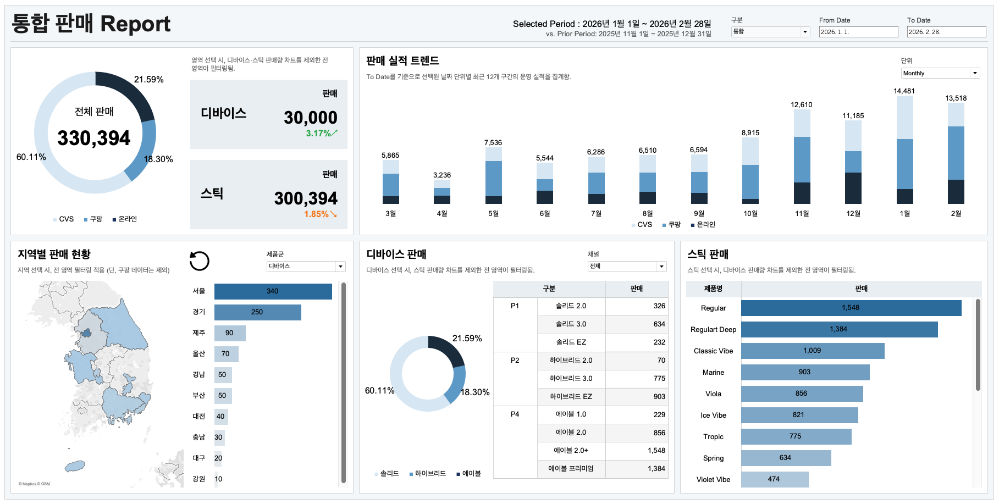 통합 판매 Report
Selected Period : 2026년 1월 1일 ~ 2026년 2월 28일
vs. Prior Period: 2025년 11월 1일 ~ 2025년 12월 31일
구분
통합
From Date
2026. 1. 1.
To Date
2026. 2. 28.
영역 선택 시, 디바이스·스틱 판매량 차트를 제외한 전
영역이 필터링됨.
21.59%
전체 판매
330,394
60.11%
18.30%
CVS 쿠팡 온라인
판매
디바이스
30,000
3.17%↗
판매
스틱
300,394
1.85%↘
판매 실적 트렌드
To Date를 기준으로 선택된 날짜 단위별 최근 12개 구간의 운영 실적을 집계함.
단위
Monthly
5,865 3,236 7,536 5,544 6,286 6,510 6,594 8,915 12,610 11,185 14,481 13,518
3월 4월 5월 6월 7월 8월 9월 10월 11월 12월 1월 2월
CVS 쿠팡 온라인
지역별 판매 현황
지역 선택 시, 전 영역 필터링 적용 (단, 쿠팡 데이터는 제외)
제품군
디바이스
서울 340
경기 250
제주 90
울산 70
경남 50
부산 50
대전 40
충남 30
대구 20
강원 10
© Mapbox © OSM
디바이스 판매
디바이스 선택 시, 스틱 판매량 차트를 제외한 전 영역이 필터링됨.
채널
전체
21.59%
60.11%
18.30%
솔리드 하이브리드 에이블
구분 판매
P1 솔리드 2.0 326
솔리드 3.0 634
솔리드 EZ 232
P2 하이브리드 2.0 70
하이브리드 3.0 775
하이브리드 EZ 903
P4 에이블 1.0 229
에이블 2.0 856
에이블 2.0+ 1,548
에이블 프리미엄 1,384
스틱 판매
스틱 선택 시, 디바이스 판매량 차트를 제외한 전 영역이 필터링됨.
제품명 판매
Regular 1,548
Regulart Deep 1,384
Classic Vibe 1,009
Marine 903
Viola 856
Ice Vibe 821
Tropic 775
Spring 634
Violet Vibe 474